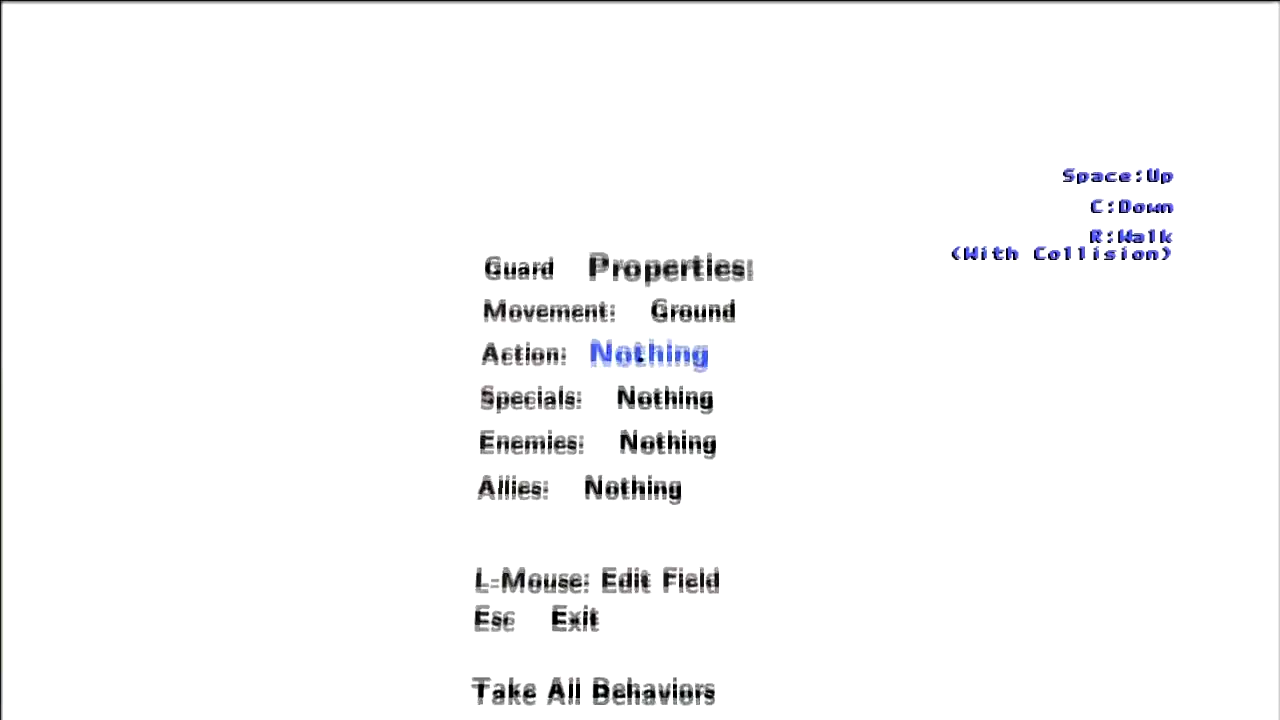 Space:Up
C:Down
R:Walk
(With Collision)
Guard Properties:
Movement: Ground
Action: Nothing
Specials: Nothing
Enemies: Nothing
Allies: Nothing
L-Mouse: Edit Field
Esc Exit
Take All Behaviors